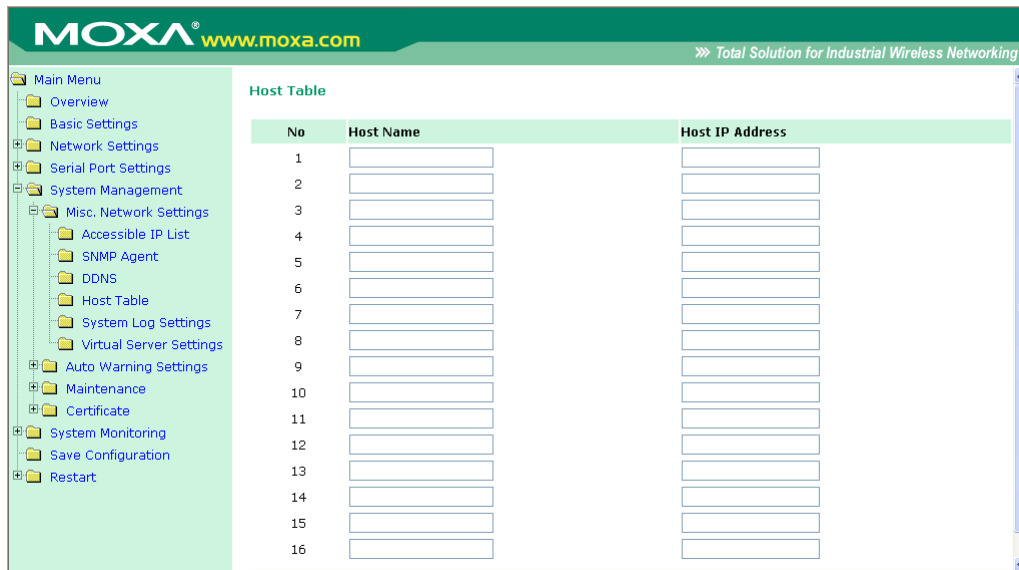 MOXA® www.moxa.com
Total Solution for Industrial Wireless Networking
Main Menu
Overview
Basic Settings
Network Settings
Serial Port Settings
System Management
Misc. Network Settings
Accessible IP List
SNMP Agent
DDNS
Host Table
System Log Settings
Virtual Server Settings
Auto Warning Settings
Maintenance
Certificate
System Monitoring
Save Configuration
Restart
Host Table
No Host Name Host IP Address
1
2
3
4
5
6
7
8
9
10
11
12
13
14
15
16